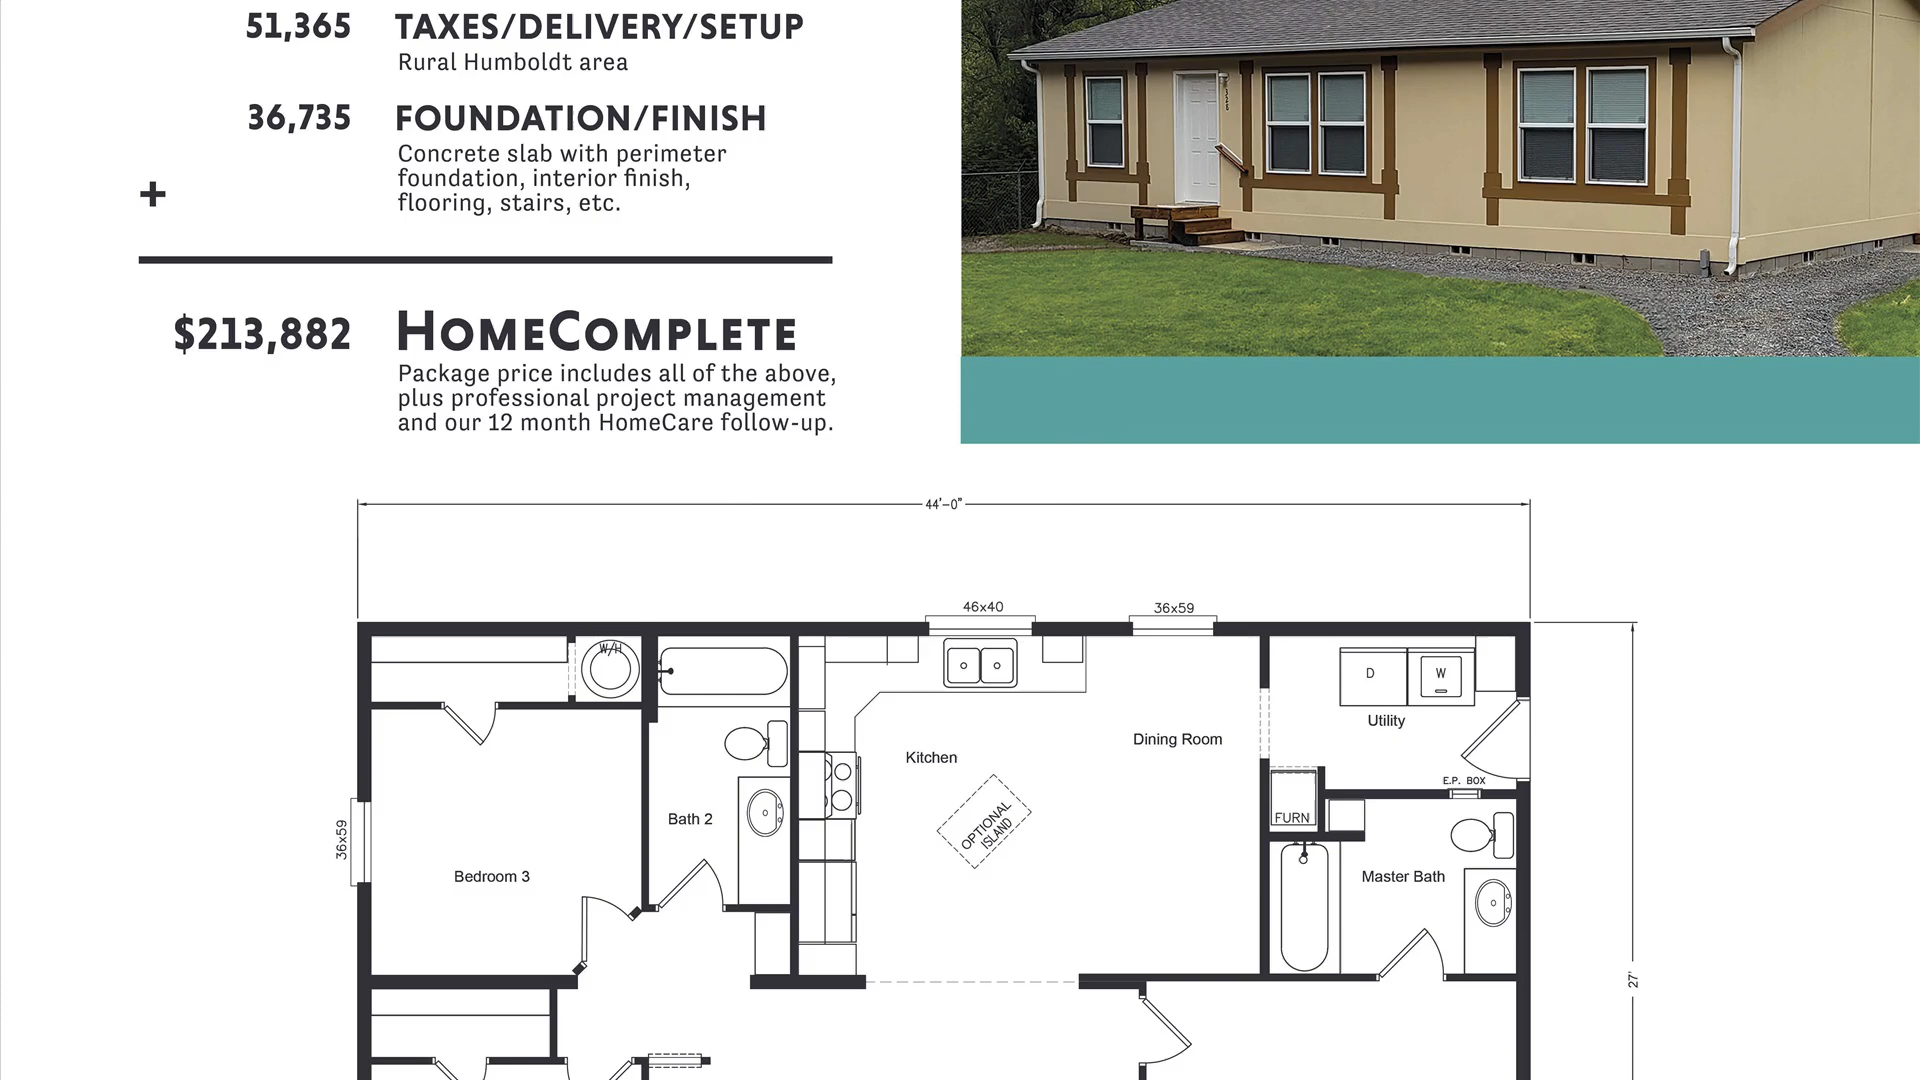 51,365 TAXES/DELIVERY/SETUP
Rural Humboldt area
36,735 FOUNDATION/FINISH
Concrete slab with perimeter
foundation, interior finish,
flooring, stairs, etc.
+
$213,882 HOMECOMPLETE
Package price includes all of the above,
plus professional project management
and our 12 month HomeCare follow-up.
328
44'-0"
46x40
36x59
W/H
D
W
Utility
Dining Room
Kitchen
E.P. BOX
OPTIONAL
ISLAND
FURN
Bath 2
36x59
Bedroom 3
Master Bath
27'